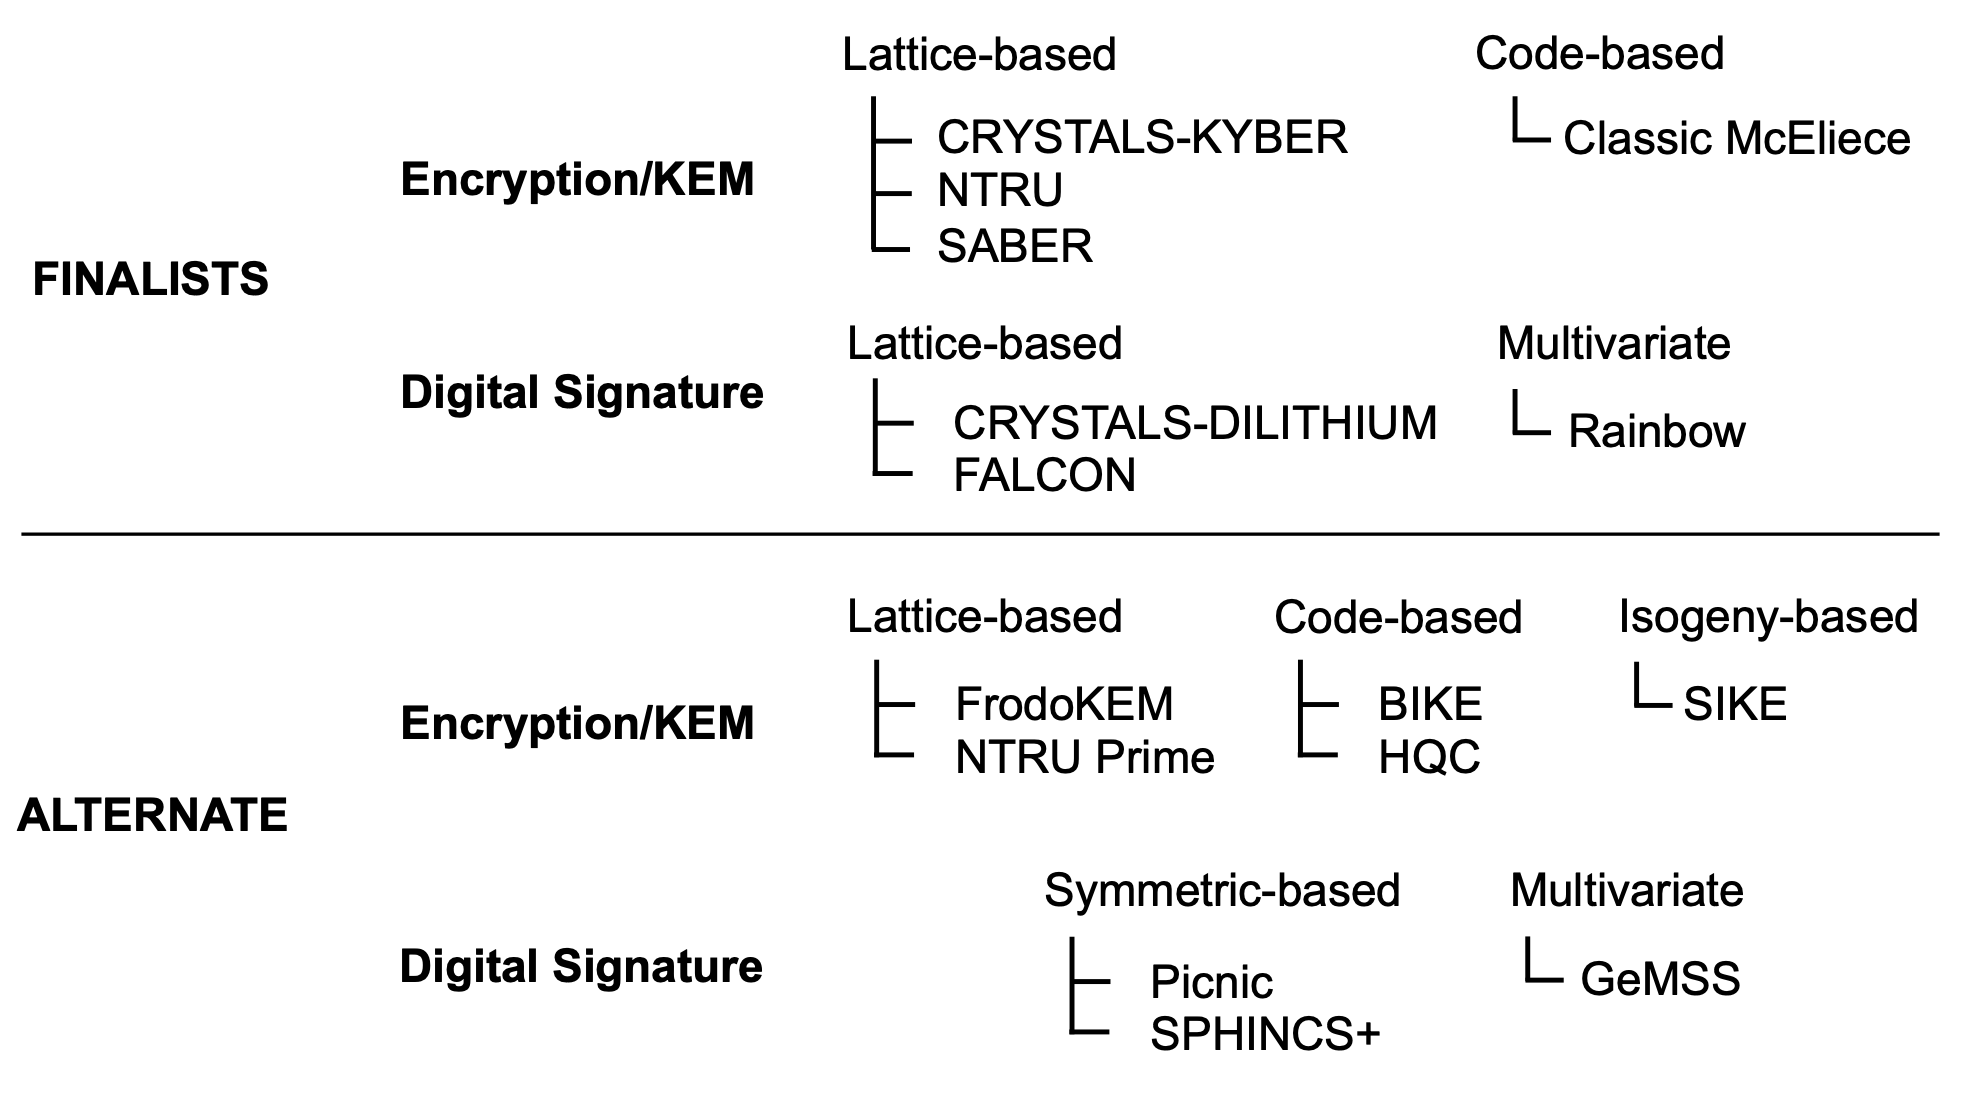 FINALISTS
Encryption/KEM
Lattice-based
CRYSTALS-KYBER
NTRU
SABER
Code-based
Classic McEliece
Digital Signature
Lattice-based
CRYSTALS-DILITHIUM
FALCON
Multivariate
Rainbow
ALTERNATE
Encryption/KEM
Lattice-based
FrodoKEM
NTRU Prime
Code-based
BIKE
HQC
Isogeny-based
SIKE
Digital Signature
Symmetric-based
Picnic
SPHINCS+
Multivariate
GeMSS